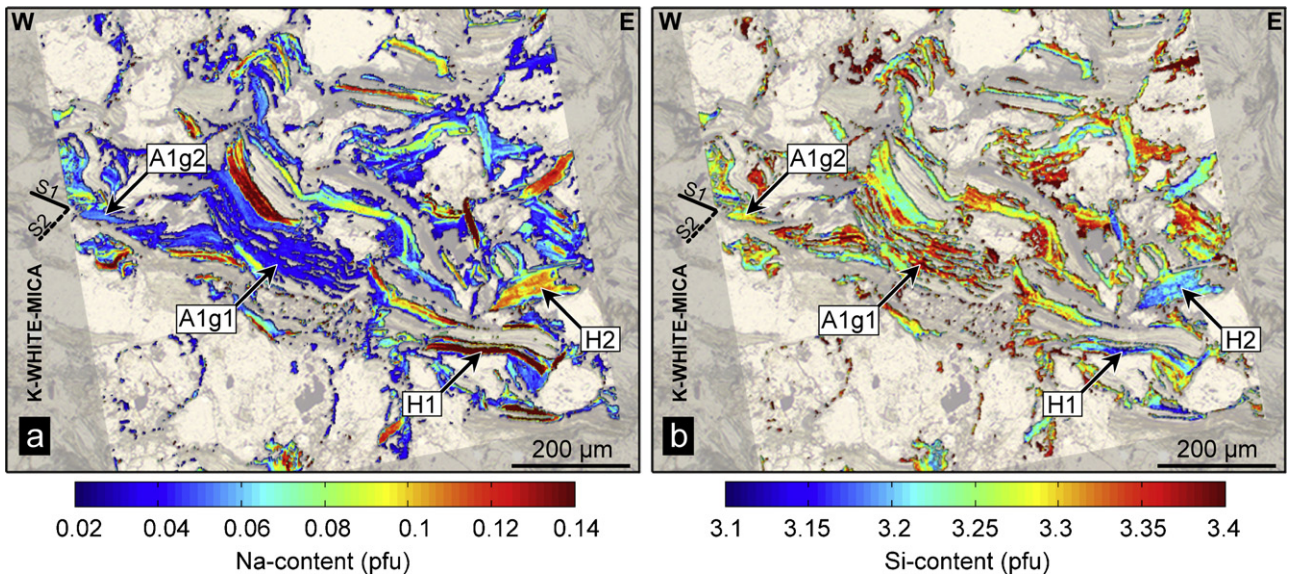 W
E
A1g2
S1
S2
A1g1
H2
H1
K-WHITE-MICA
a
200 µm
0.02 0.04 0.06 0.08 0.1 0.12 0.14
Na-content (pfu)
W
E
A1g2
S1
S2
A1g1
H2
H1
K-WHITE-MICA
b
200 µm
3.1 3.15 3.2 3.25 3.3 3.35 3.4
Si-content (pfu)